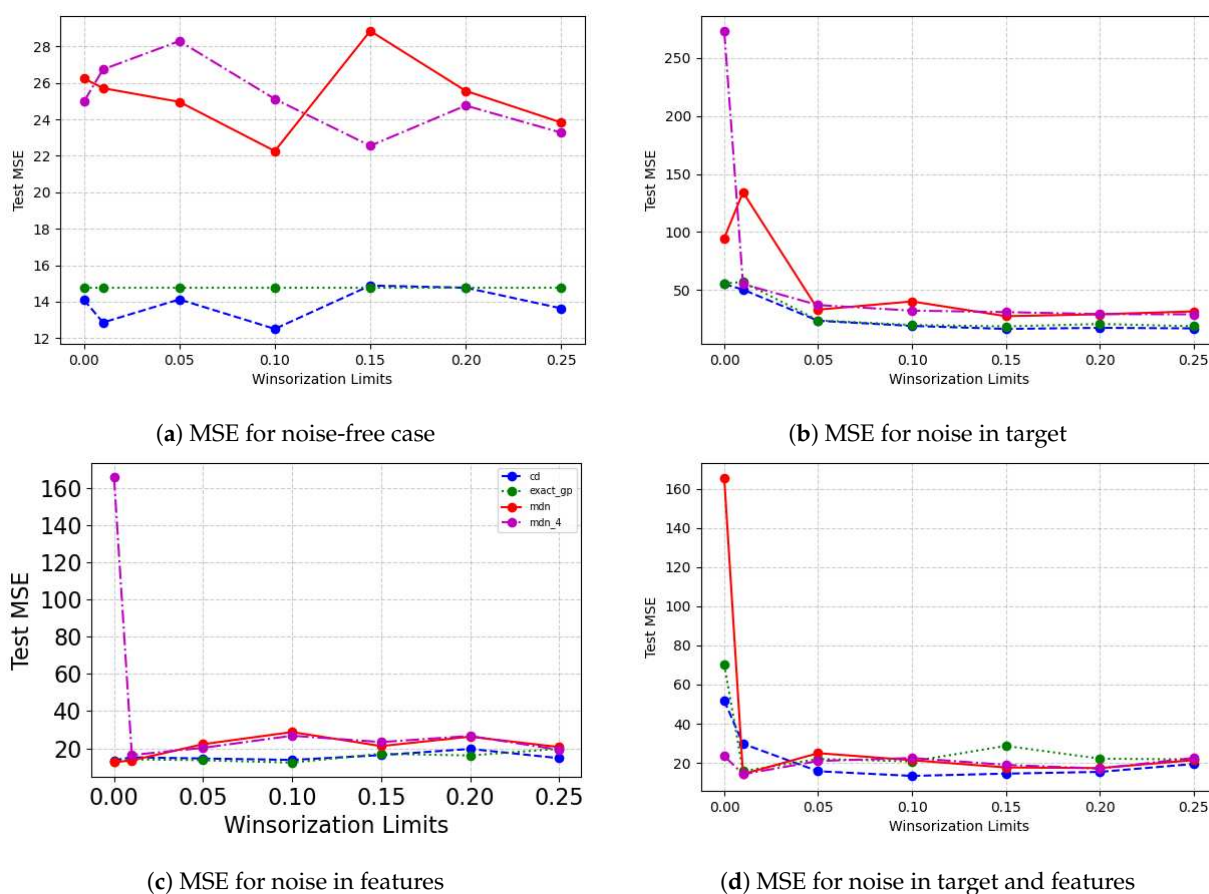 28
26
24
22
20
18
16
14
12
Test MSE
0.00 0.05 0.10 0.15 0.20 0.25
Winsorization Limits
(a) MSE for noise-free case
250
200
150
100
50
Test MSE
0.00 0.05 0.10 0.15 0.20 0.25
Winsorization Limits
(b) MSE for noise in target
160
140
120
100
80
60
40
20
Test MSE
cd
exact_gp
mdn
mdn_4
0.00 0.05 0.10 0.15 0.20 0.25
Winsorization Limits
(c) MSE for noise in features
160
140
120
100
80
60
40
20
Test MSE
0.00 0.05 0.10 0.15 0.20 0.25
Winsorization Limits
(d) MSE for noise in target and features